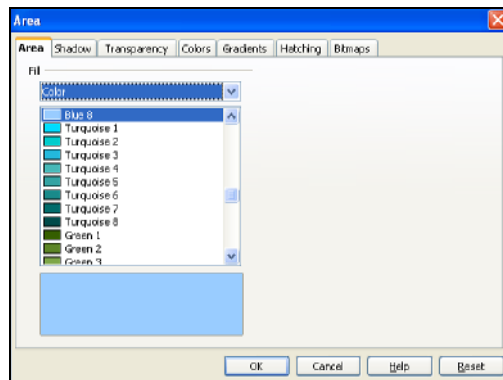 Area
Area Shadow Transparency Colors Gradients Hatching Bitmaps
Fill
Color
Blue 8
Turquoise 1
Turquoise 2
Turquoise 3
Turquoise 4
Turquoise 5
Turquoise 6
Turquoise 7
Turquoise 8
Green 1
Green 2
Green 3
OK Cancel Help Reset